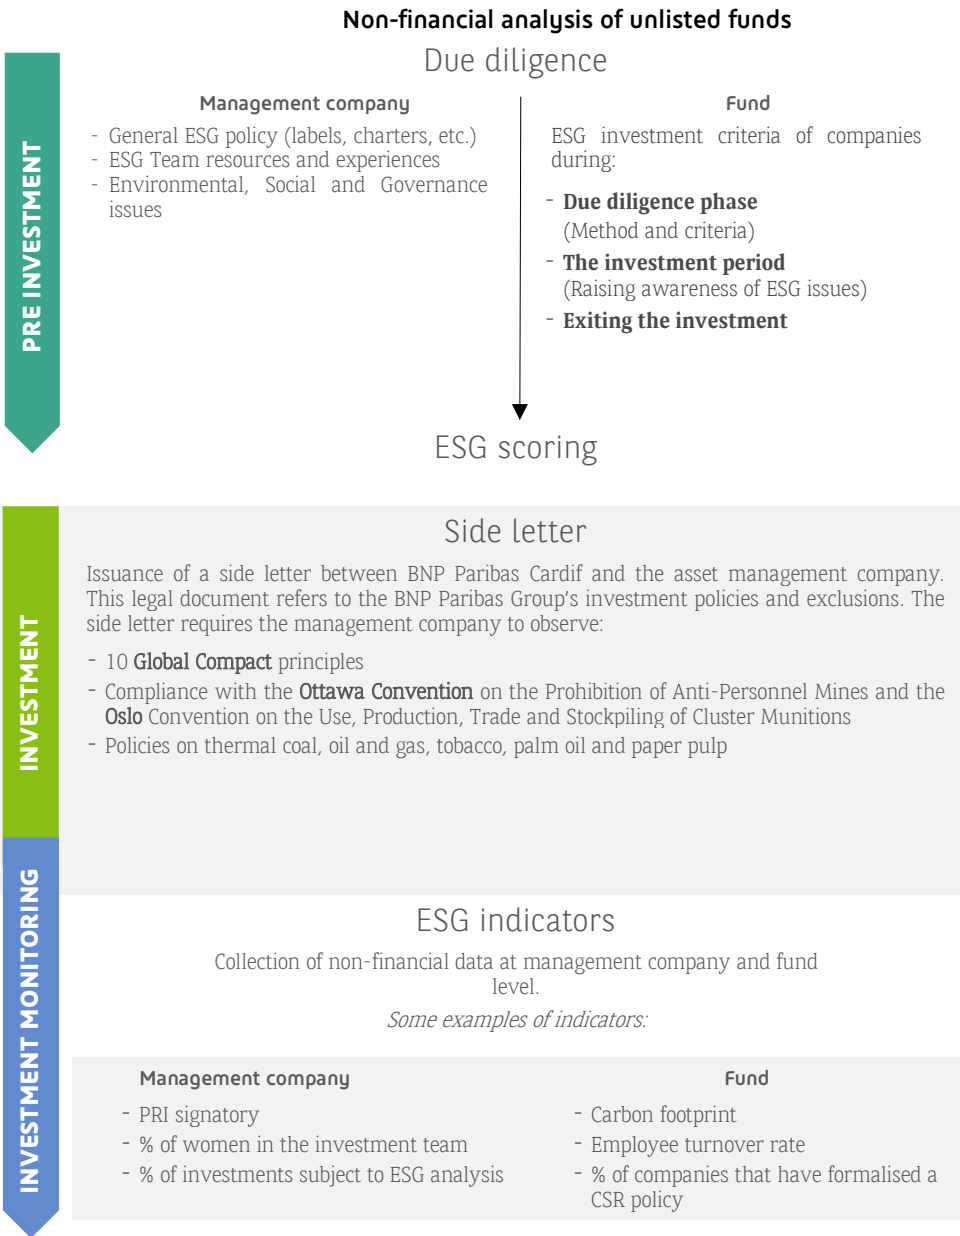 Non-financial analysis of unlisted funds
Due diligence
PRE INVESTMENT
Management company
- General ESG policy (labels, charters, etc.)
- ESG Team resources and experiences
- Environmental, Social and Governance
issues
Fund
ESG investment criteria of companies
during:
- Due diligence phase
(Method and criteria)
- The investment period
(Raising awareness of ESG issues)
- Exiting the investment
ESG scoring
INVESTMENT
Side letter
Issuance of a side letter between BNP Paribas Cardif and the asset management company.
This legal document refers to the BNP Paribas Group's investment policies and exclusions. The
side letter requires the management company to observe:
- 10 Global Compact principles
- Compliance with the Ottawa Convention on the Prohibition of Anti-Personnel Mines and the
Oslo Convention on the Use, Production, Trade and Stockpiling of Cluster Munitions
- Policies on thermal coal, oil and gas, tobacco, palm oil and paper pulp
INVESTMENT MONITORING
ESG indicators
Collection of non-financial data at management company and fund
level.
Some examples of indicators:
Management company
- PRI signatory
- % of women in the investment team
- % of investments subject to ESG analysis
Fund
- Carbon footprint
- Employee turnover rate
- % of companies that have formalised a
CSR policy